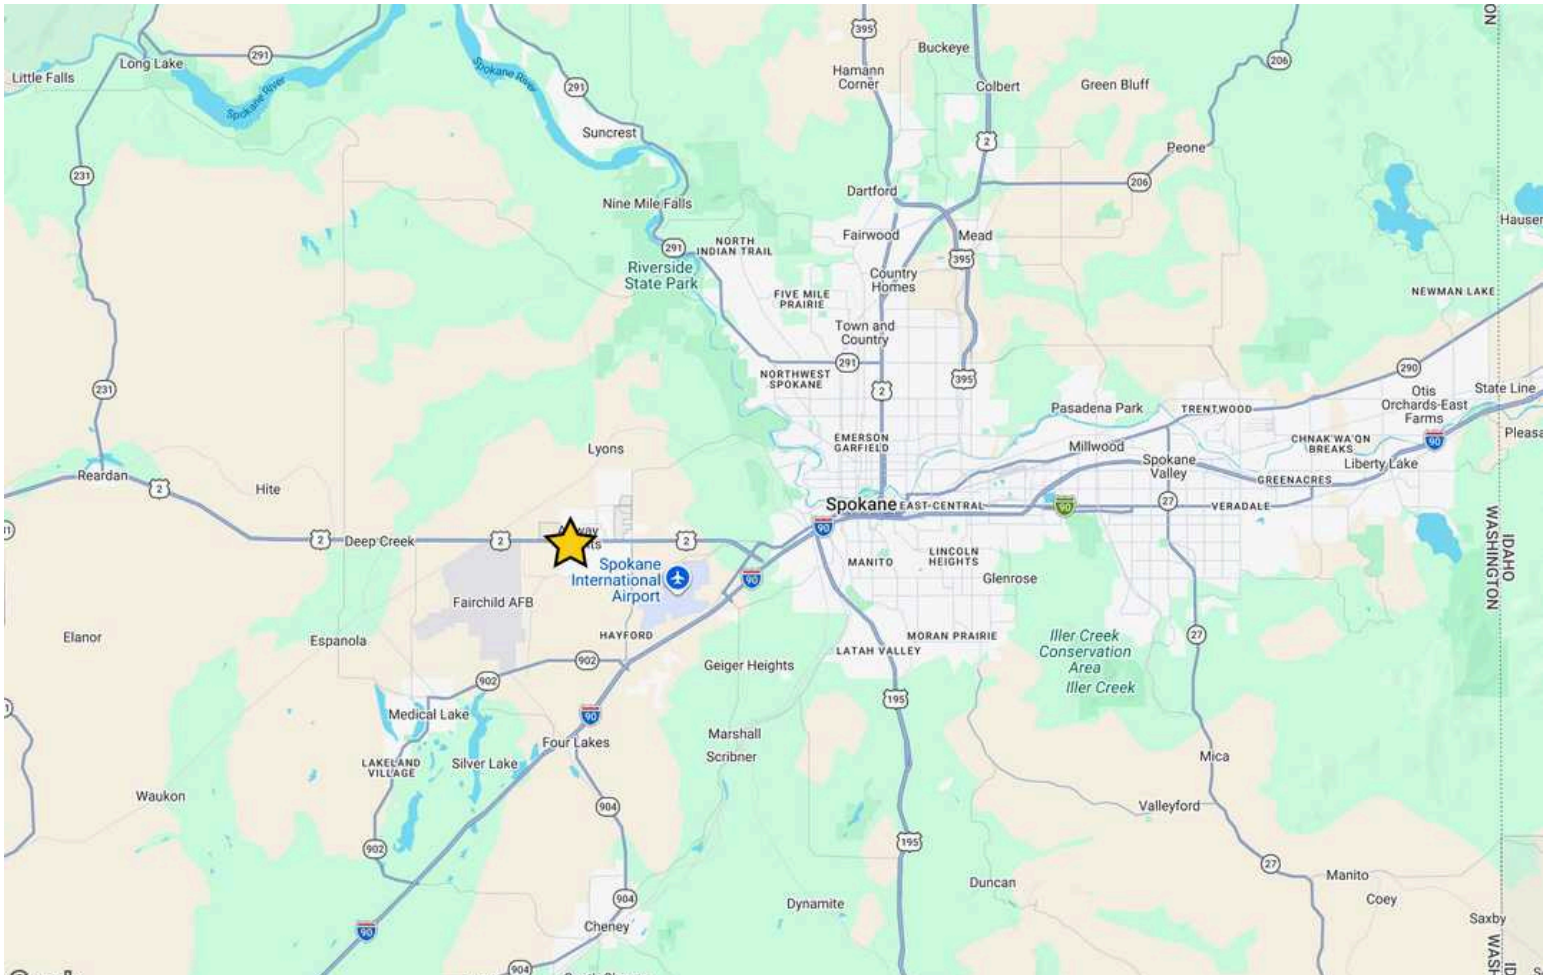 395
Buckeye
ON
291
Long Lake
Little Falls
Spokane River
Spokane River
291
Hamann
Corner
Colbert
Green Bluff
206
Suncrest
2
Peone
231
206
Nine Mile Falls
Dartford
Hauser
291
NORTH
INDIAN TRAIL
Fairwood
Mead
395
Riverside
State Park
Country
Homes
FIVE MILE
PRAIRIE
NEWMAN LAKE
Town and
Country
291
290
NORTHWEST
SPOKANE
395
231
2
Otis
Orchards-East
Farms
State Line
Pasadena Park
TRENTWOOD
EMERSON
GARFIELD
Millwood
CHNAK'WA'QN
BREAKS
90
Lyons
Spokane
Valley
Liberty Lake
Reardan
2
Hite
GREENACRES
Spokane
EAST CENTRAL
90
27
VERADALE
90
2
Deep Creek
2
2
Spokane
International
Airport
90
MANITO
LINCOLN
HEIGHTS
Glenrose
IDAHO
WASHINGTON
Fairchild AFB
Elanor
Espanola
HAYFORD
MORAN PRAIRIE
LATAH VALLEY
Iller Creek
Conservation
Area
Iller Creek
27
902
902
Geiger Heights
195
Medical Lake
90
Four Lakes
Marshall
Scribner
LAKELAND
VILLAGE
Silver Lake
Mica
Waukon
904
Valleyford
902
195
27
Manito
Duncan
Coey
Dynamite
904
Cheney
90
Saxby
904